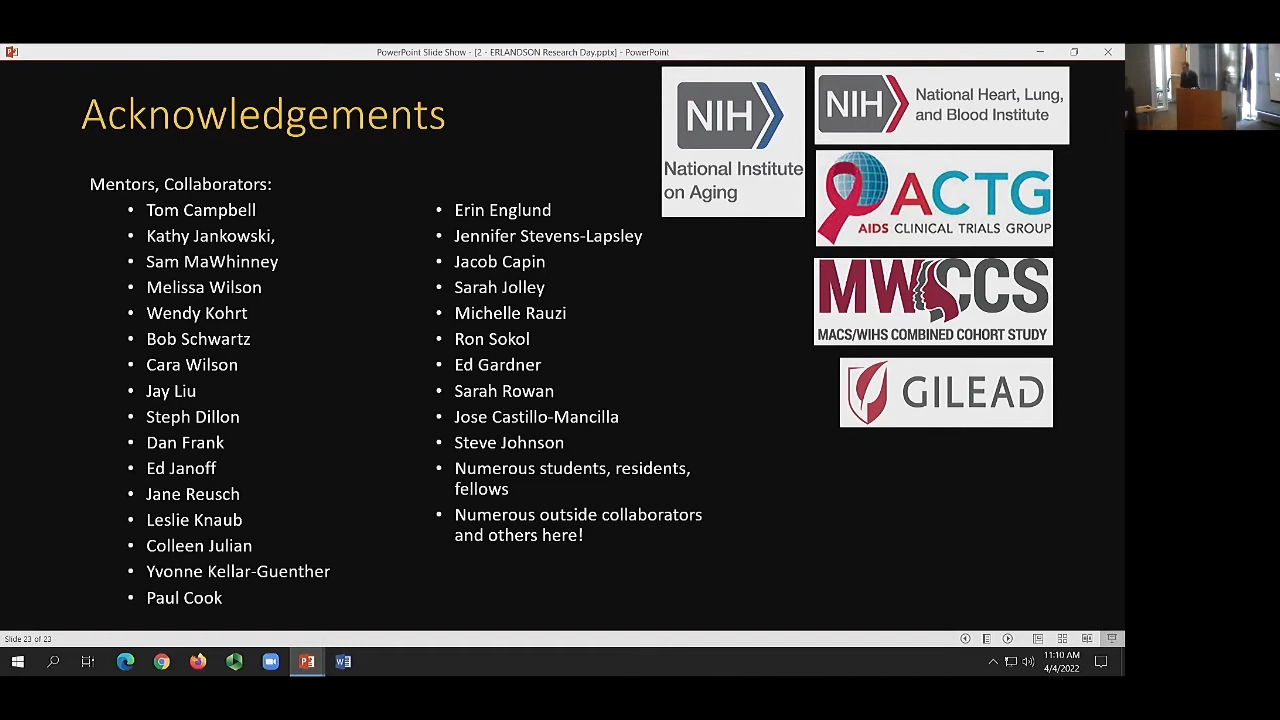 PowerPoint Slide Show - [2 - ERLANDSON Research Day.pptx] - PowerPoint
Acknowledgements
Mentors, Collaborators:
• Tom Campbell
• Kathy Jankowski,
• Sam MaWhinney
• Melissa Wilson
• Wendy Kohrt
• Bob Schwartz
• Cara Wilson
• Jay Liu
• Steph Dillon
• Dan Frank
• Ed Janoff
• Jane Reusch
• Leslie Knaub
• Colleen Julian
• Yvonne Kellar-Guenther
• Paul Cook
• Erin Englund
• Jennifer Stevens-Lapsley
• Jacob Capin
• Sarah Jolley
• Michelle Rauzi
• Ron Sokol
• Ed Gardner
• Sarah Rowan
• Jose Castillo-Mancilla
• Steve Johnson
• Numerous students, residents,
fellows
• Numerous outside collaborators
and others here!
NIH
National Institute
on Aging
NIH
National Heart, Lung,
and Blood Institute
ACTG
AIDS CLINICAL TRIALS GROUP
MWCCS
MACS/WIHS COMBINED COHORT STUDY
GILEAD
Slide 23 of 23
11:10 AM
4/4/2022